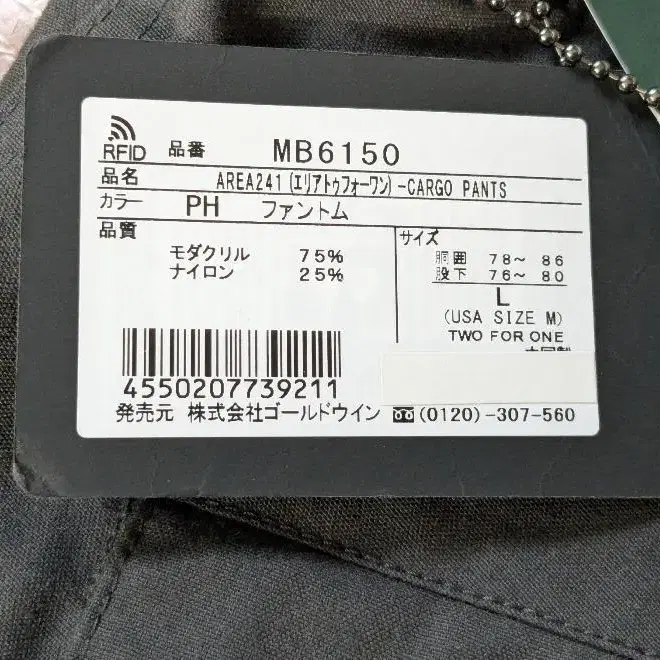 RFID 品番 MB6150
品名 AREA241(エリアトゥフォーワン)-CARGO PANTS
カラー PH ファントム
品質
モダクリル 75%
ナイロン 25%
サイズ
胴囲 78~ 86
股下 76~ 80
L
(USA SIZE M)
TWO FOR ONE
4550207739211
発売元 株式会社ゴールドウイン (0120)-307-560